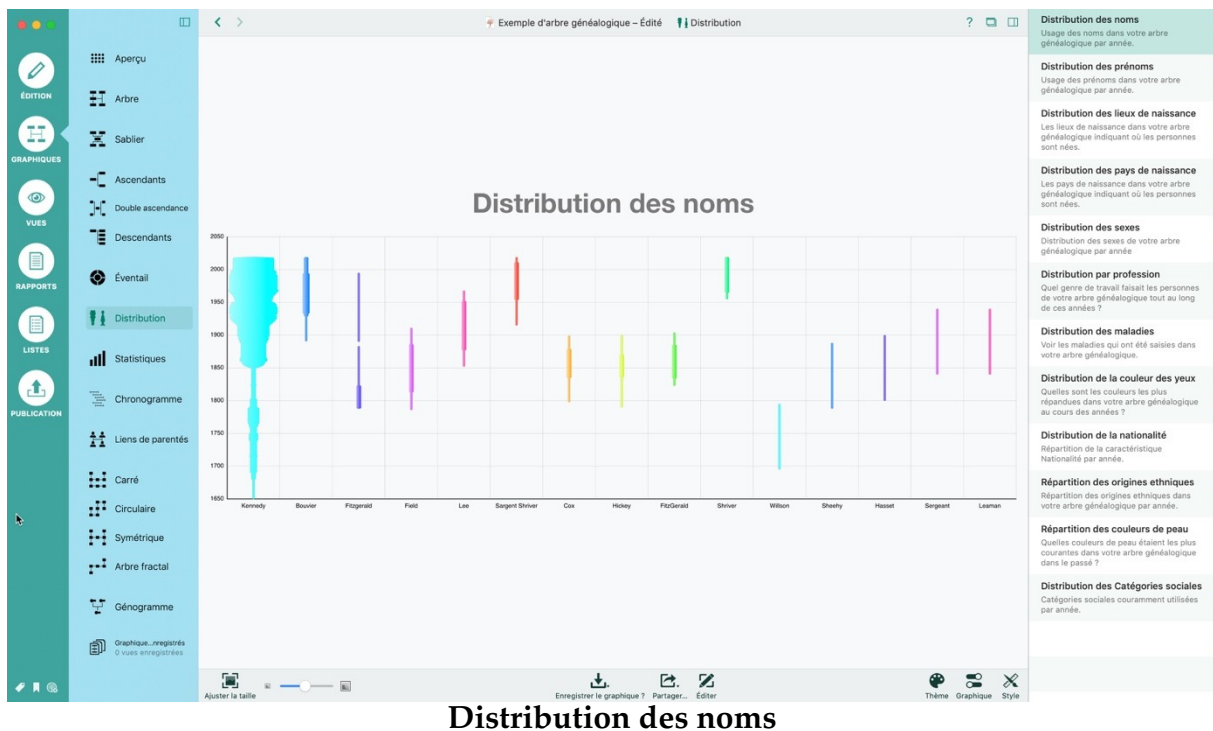 Exemple d'arbre généalogique – Édité
Distribution
?
ÉDITION
GRAPHIQUES
VUES
RAPPORTS
LISTES
PUBLICATION
Aperçu
Arbre
Sablier
Ascendants
Double ascendance
Descendants
Éventail
Distribution
Statistiques
Chronogramme
Liens de parentés
Carré
Circulaire
Symétrique
Arbre fractal
Génogramme
Graphique...nregistrés
0 vues enregistrées
Distribution des noms
2050
2000
1950
1900
1850
1800
1750
1700
1650
Kennedy Bouvier Fitzgerald Field Lee Sargent Shriver Cox Hickey FitzGerald Shriver Willson Sheehy Hasset Sergeant Leaman
Ajuster la taille
Enregistrer le graphique ?
Partager...
Éditer
Thème
Graphique
Style
Distribution des noms
Usage des noms dans votre arbre
généalogique par année.
Distribution des prénoms
Usage des prénoms dans votre arbre
généalogique par année.
Distribution des lieux de naissance
Les lieux de naissance dans votre arbre
généalogique indiquant où les personnes
sont nées.
Distribution des pays de naissance
Les pays de naissance dans votre arbre
généalogique indiquant où les personnes
sont nées.
Distribution des sexes
Distribution des sexes de votre arbre
généalogique par année
Distribution par profession
Quel genre de travail faisait les personnes
de votre arbre généalogique tout au long
de ces années ?
Distribution des maladies
Voir les maladies qui ont été saisies dans
votre arbre généalogique.
Distribution de la couleur des yeux
Quelles sont les couleurs les plus
répandues dans votre arbre généalogique
au cours des années ?
Distribution de la nationalité
Répartition de la caractéristique
Nationalité par année.
Répartition des origines ethniques
Répartition des origines ethniques dans
votre arbre généalogique par année.
Répartition des couleurs de peau
Quelles couleurs de peau étaient les plus
courantes dans votre arbre généalogique
dans le passé ?
Distribution des Catégories sociales
Catégories sociales couramment utilisées
par année.
Distribution des noms